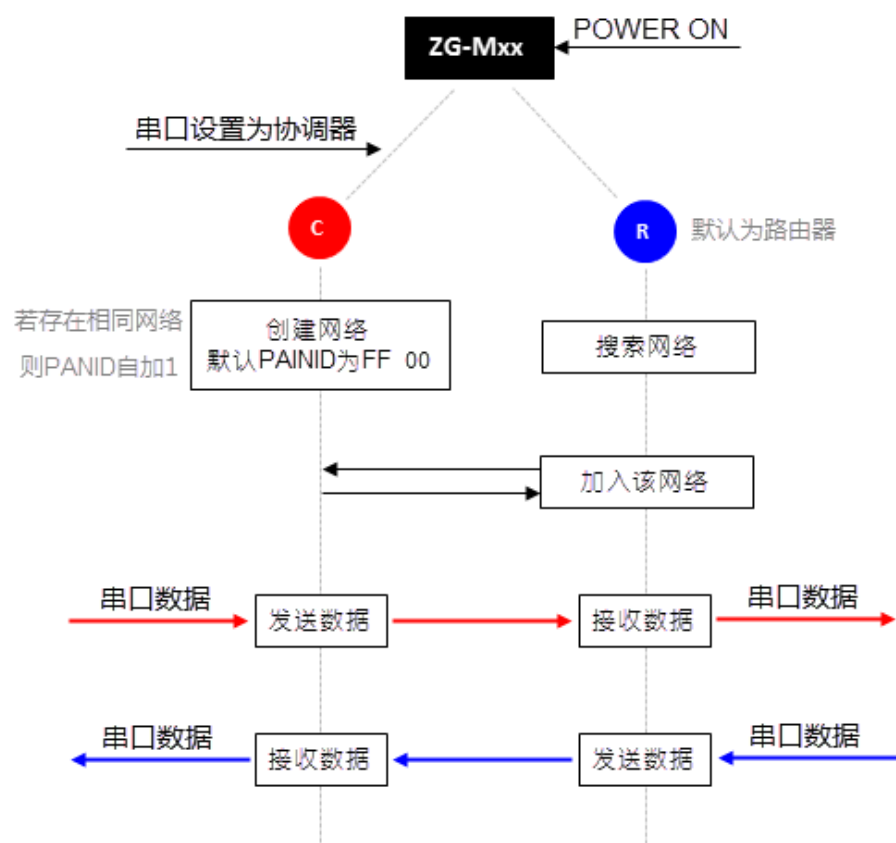 ZG-Mxx
POWER ON
串口设置为协调器
C
R
默认为路由器
若存在相同网络
则PANID自加1
创建网络
默认PAINID为FF 00
搜索网络
加入该网络
串口数据
发送数据
接收数据
串口数据
串口数据
接收数据
发送数据
串口数据